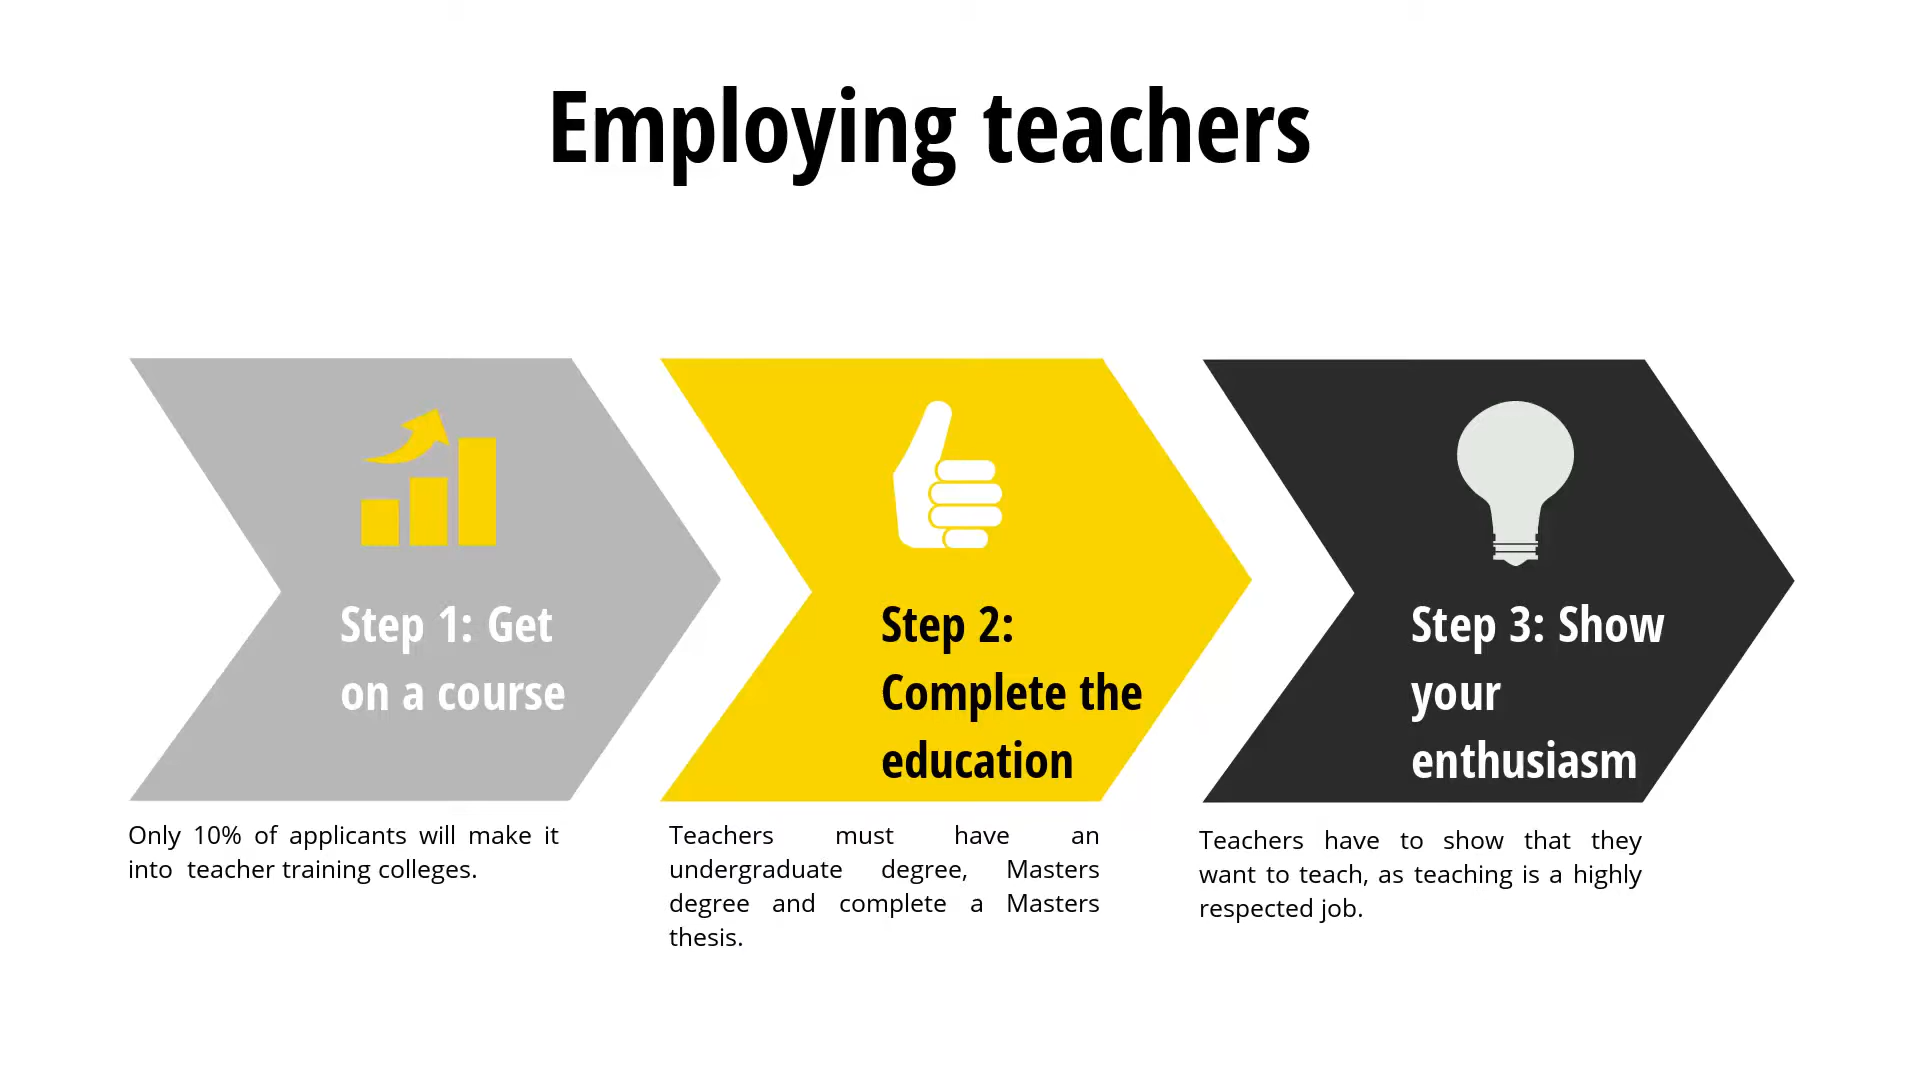 Employing teachers
Step 1: Get
on a course
Only 10% of applicants will make it
into teacher training colleges.
Step 2:
Complete the
education
Teachers must have an
undergraduate degree, Masters
degree and complete a Masters
thesis.
Step 3: Show
your
enthusiasm
Teachers have to show that they
want to teach, as teaching is a highly
respected job.